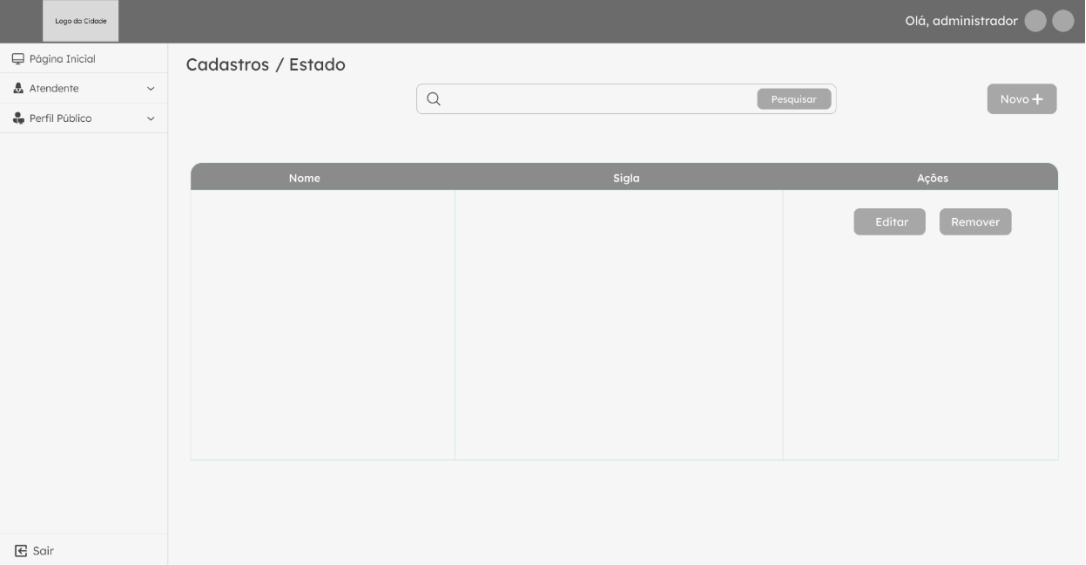 Logo da Cidade
Olá, administrador
Página Inicial
Atendente
Perfil Público
Sair
Cadastros / Estado
Pesquisar
Novo
Nome
Sigla
Ações
Editar
Remover